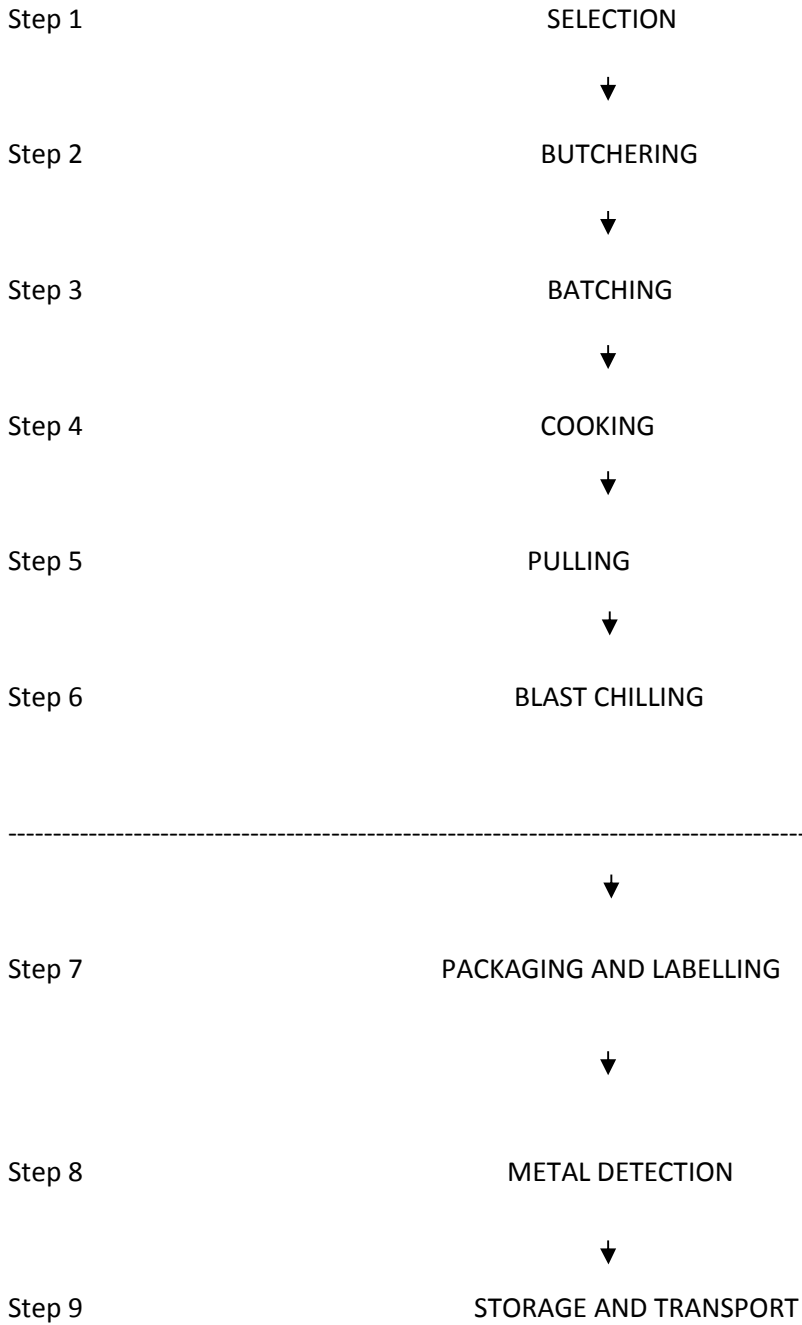 Step 1 SELECTION
Step 2 BUTCHERING
Step 3 BATCHING
Step 4 COOKING
Step 5 PULLING
Step 6 BLAST CHILLING
Step 7 PACKAGING AND LABELLING
Step 8 METAL DETECTION
Step 9 STORAGE AND TRANSPORT